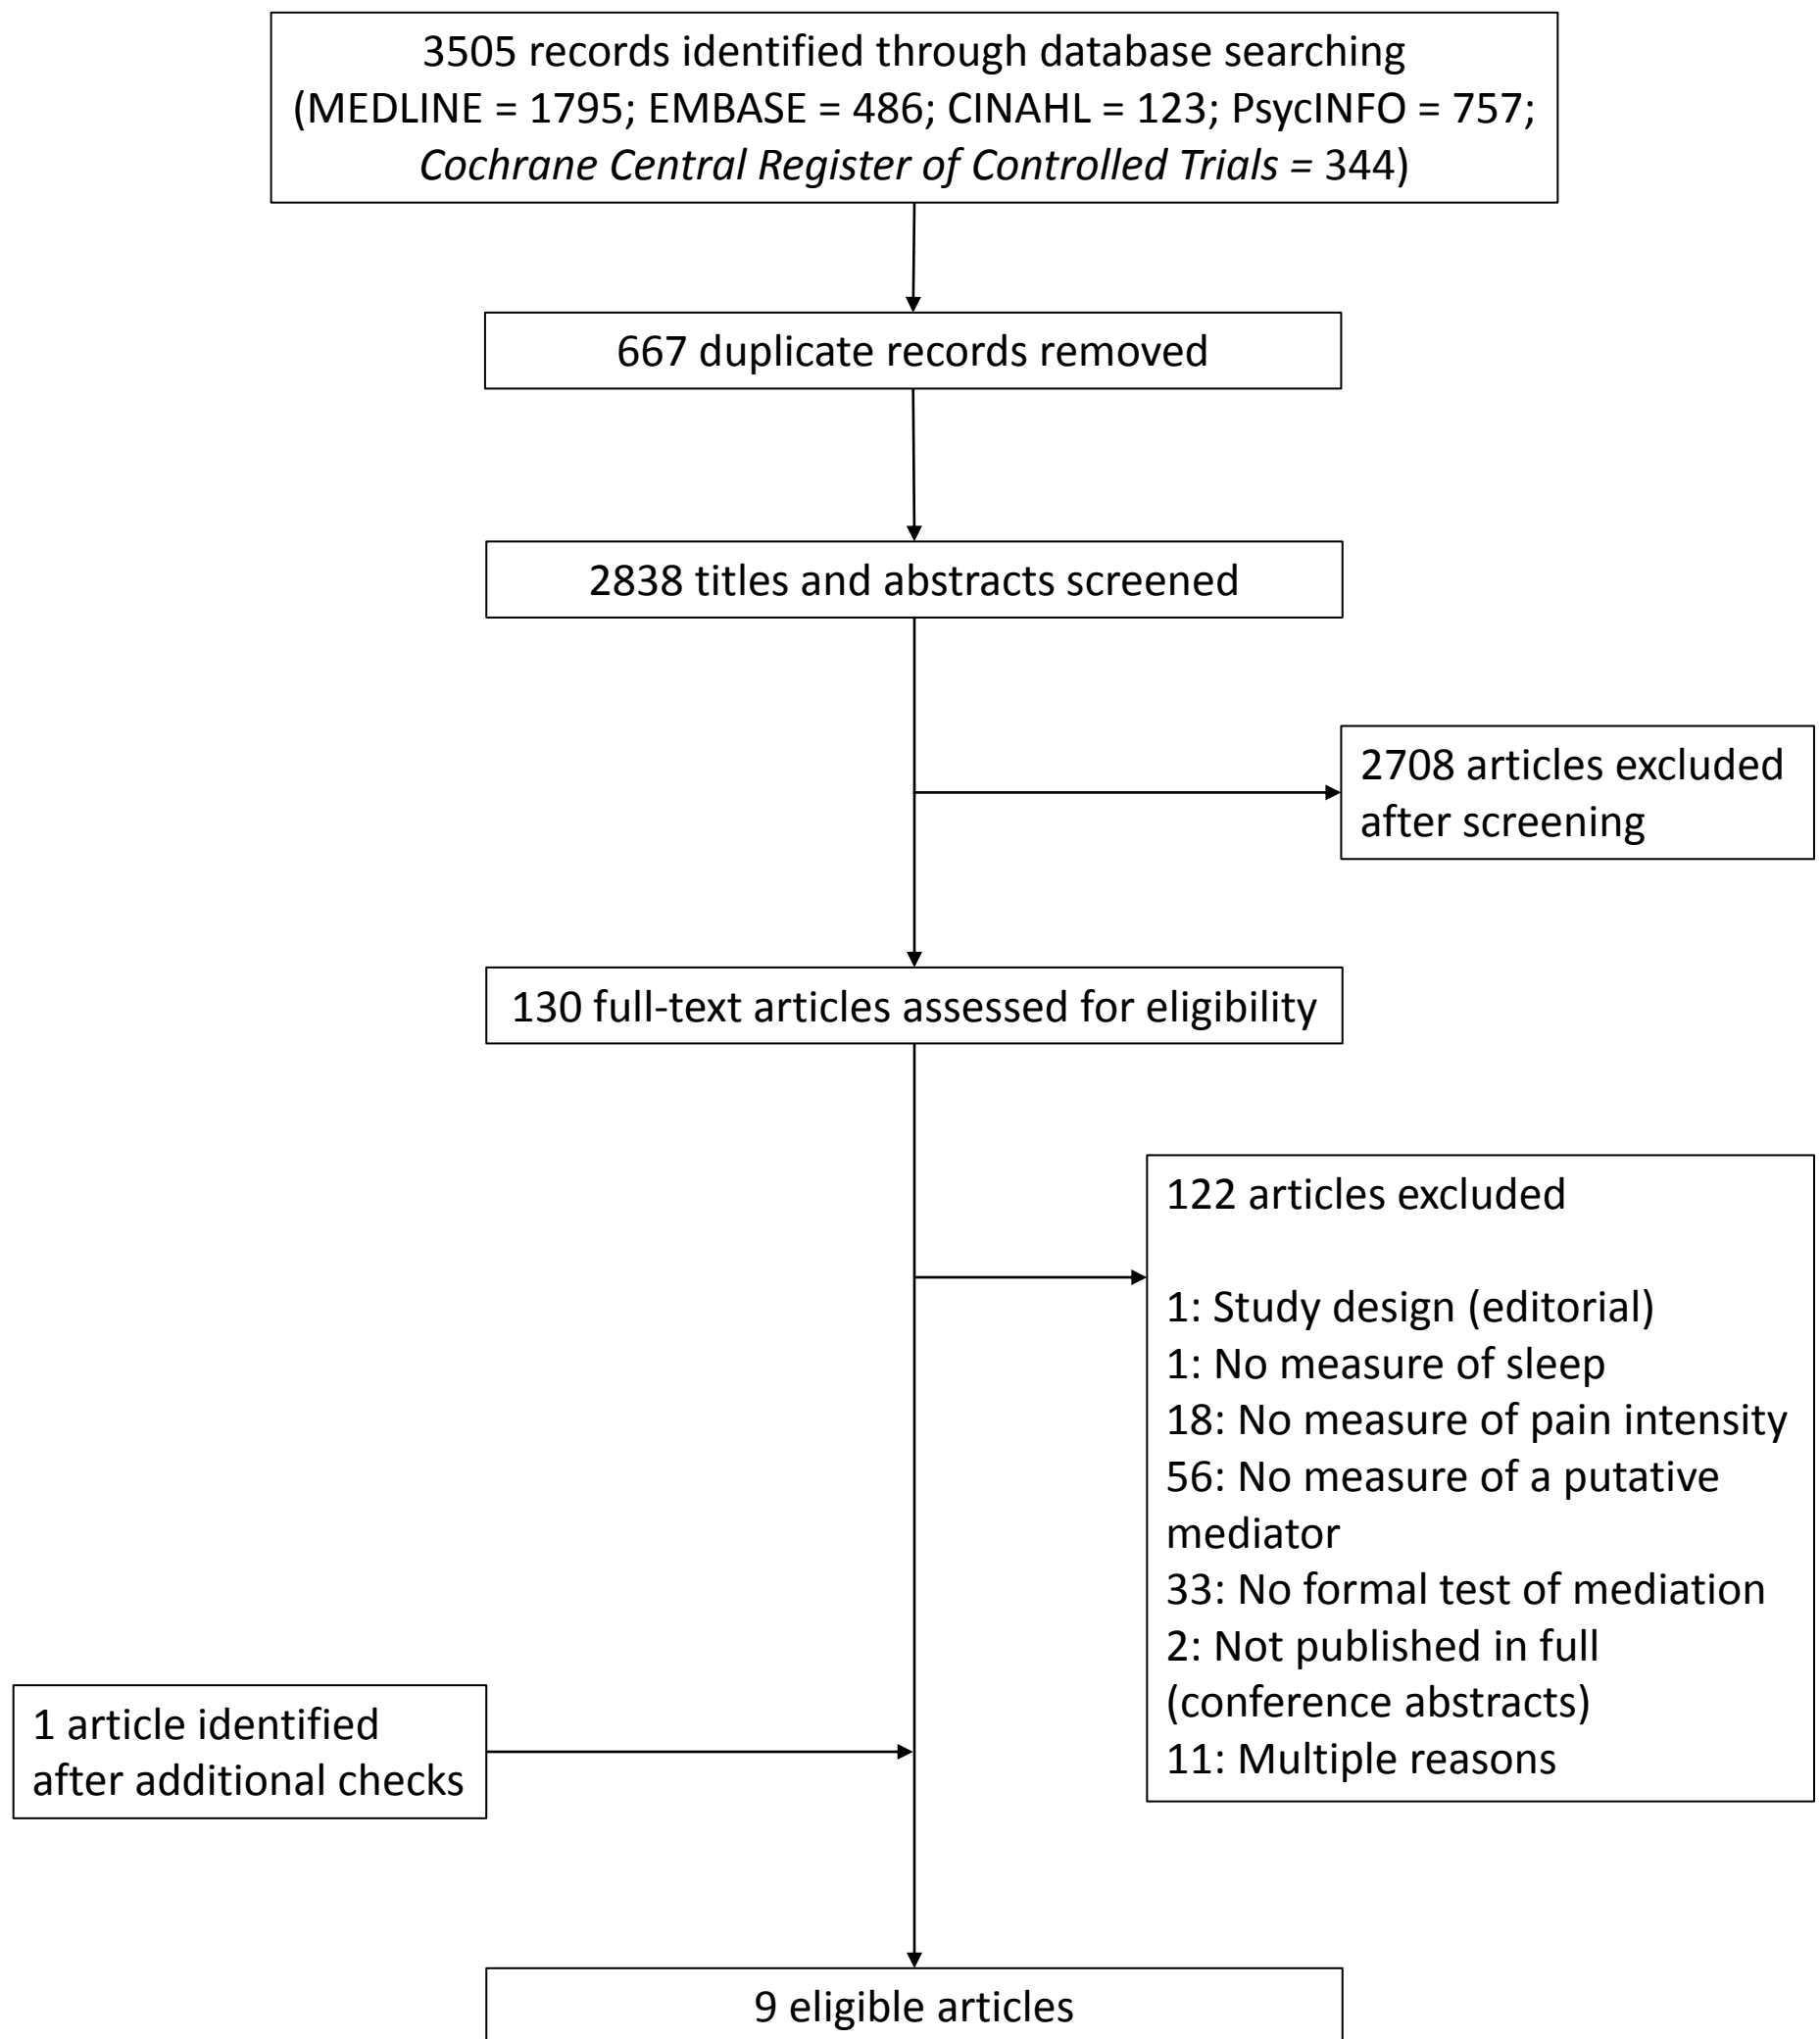 3505 records identified through database searching
(MEDLINE = 1795; EMBASE = 486; CINAHL = 123; PsycINFO = 757;
Cochrane Central Register of Controlled Trials = 344)
667 duplicate records removed
2838 titles and abstracts screened
2708 articles excluded
after screening
130 full-text articles assessed for eligibility
122 articles excluded
1: Study design (editorial)
1: No measure of sleep
18: No measure of pain intensity
56: No measure of a putative
mediator
33: No formal test of mediation
2: Not published in full
(conference abstracts)
11: Multiple reasons
1 article identified
after additional checks
9 eligible articles